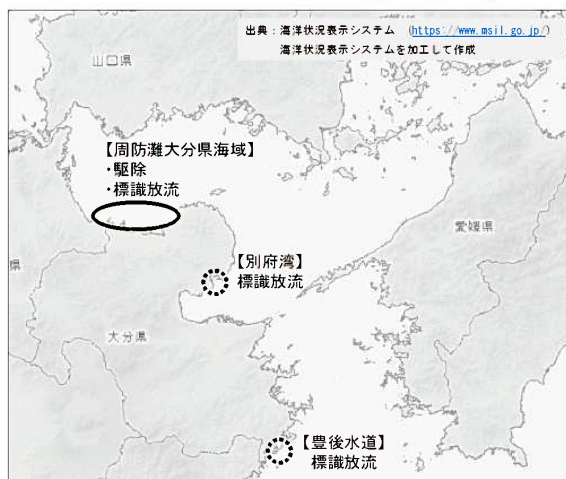 出典：海洋状況表示システム (https://www.msil.go.jp/)
海洋状況表示システムを加工して作成
山口県
【周防灘大分県海域】
・駆除
・標識放流
愛媛県
【別府湾】
標識放流
県
大分県
【豊後水道】
標識放流